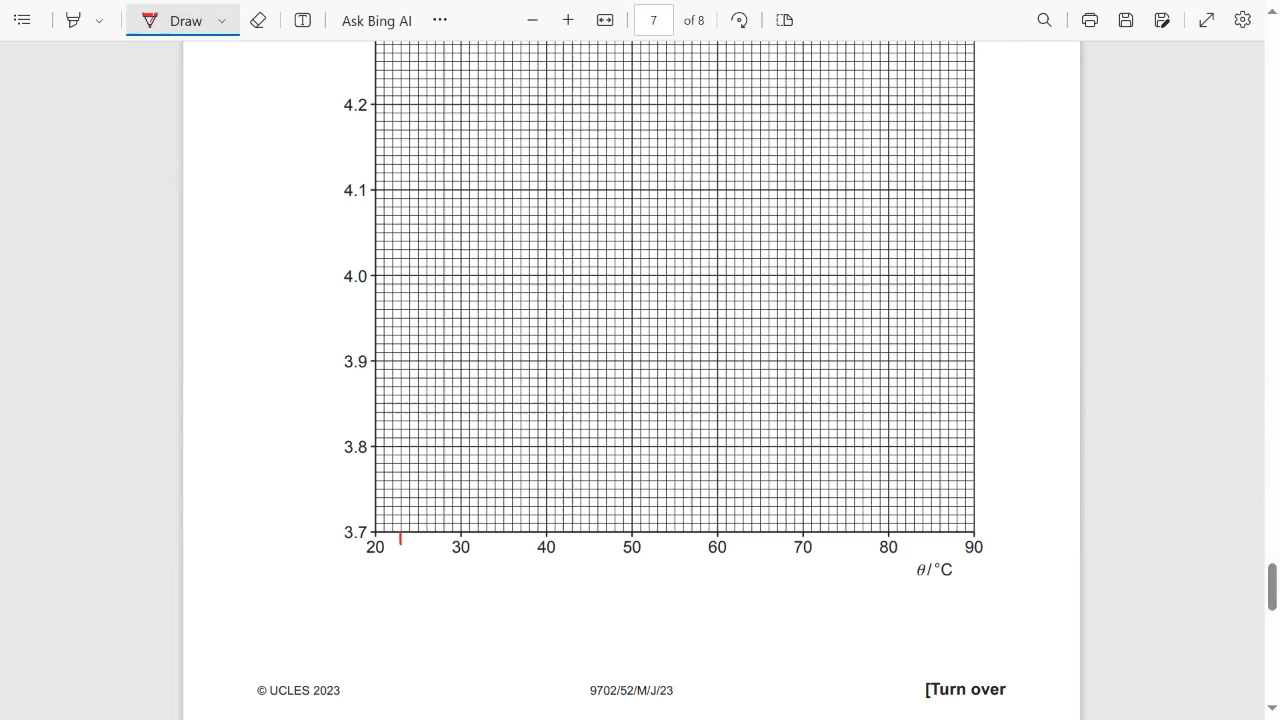 Draw
Ask Bing AI
7 of 8
4.2
4.1
4.0
3.9
3.8
3.7
20 30 40 50 60 70 80 90
θ/°C
© UCLES 2023 9702/52/M/J/23 [Turn over